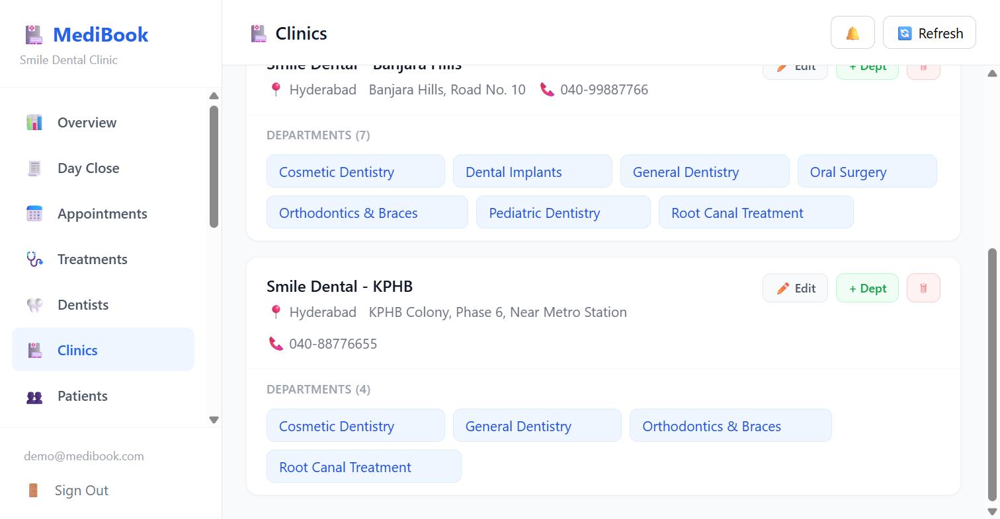 MediBook
Smile Dental Clinic
Overview
Day Close
Appointments
Treatments
Dentists
Clinics
Patients
demo@medibook.com
Sign Out
Clinics
Refresh
Smile Dental - Banjara Hills
Edit
+ Dept
Hyderabad Banjara Hills, Road No. 10 040-99887766
DEPARTMENTS (7)
Cosmetic Dentistry Dental Implants General Dentistry Oral Surgery
Orthodontics & Braces Pediatric Dentistry Root Canal Treatment
Smile Dental - KPHB
Edit
+ Dept
Hyderabad KPHB Colony, Phase 6, Near Metro Station
040-88776655
DEPARTMENTS (4)
Cosmetic Dentistry General Dentistry Orthodontics & Braces
Root Canal Treatment